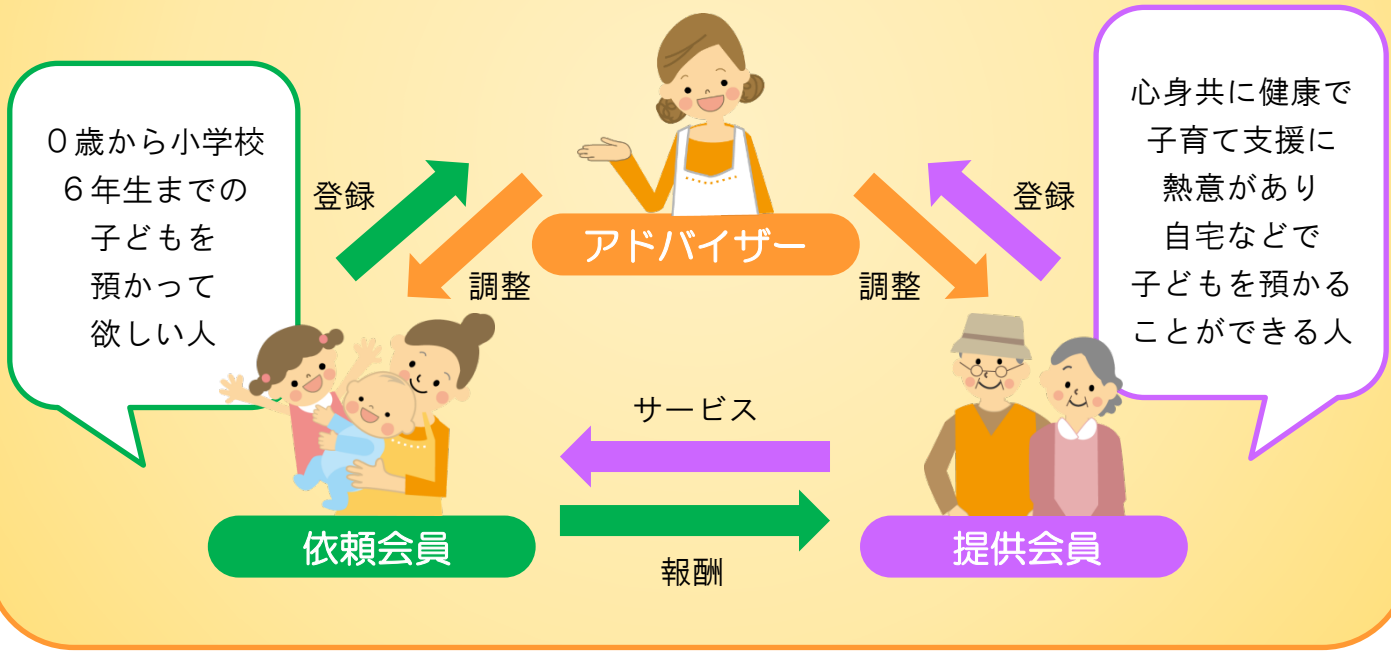 ０歳から小学校
６年生までの
子どもを
預かって
欲しい人
心身共に健康で
子育て支援に
熱意があり
自宅などで
子どもを預かる
ことができる人
登録
登録
アドバイザー
調整
調整
サービス
依頼会員
提供会員
報酬